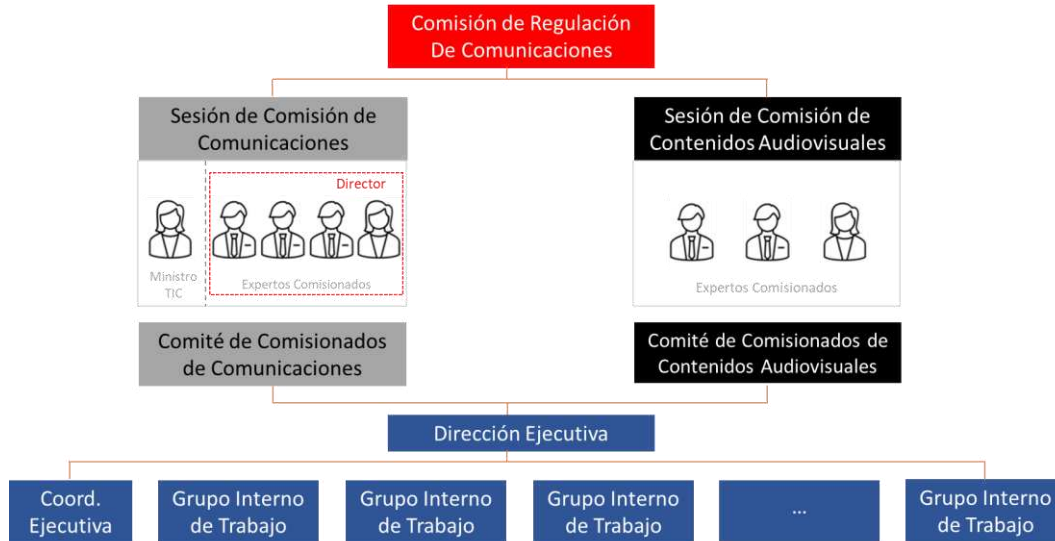 Comisión de Regulación
De Comunicaciones
Sesión de Comisión de
Comunicaciones
Sesión de Comisión de
Contenidos Audiovisuales
Director
Ministro
TIC
Expertos Comisionados
Expertos Comisionados
Comité de Comisionados
de Comunicaciones
Comité de Comisionados de
Contenidos Audiovisuales
Dirección Ejecutiva
Coord.
Ejecutiva
Grupo Interno
de Trabajo
Grupo Interno
de Trabajo
Grupo Interno
de Trabajo
...
Grupo Interno
de Trabajo